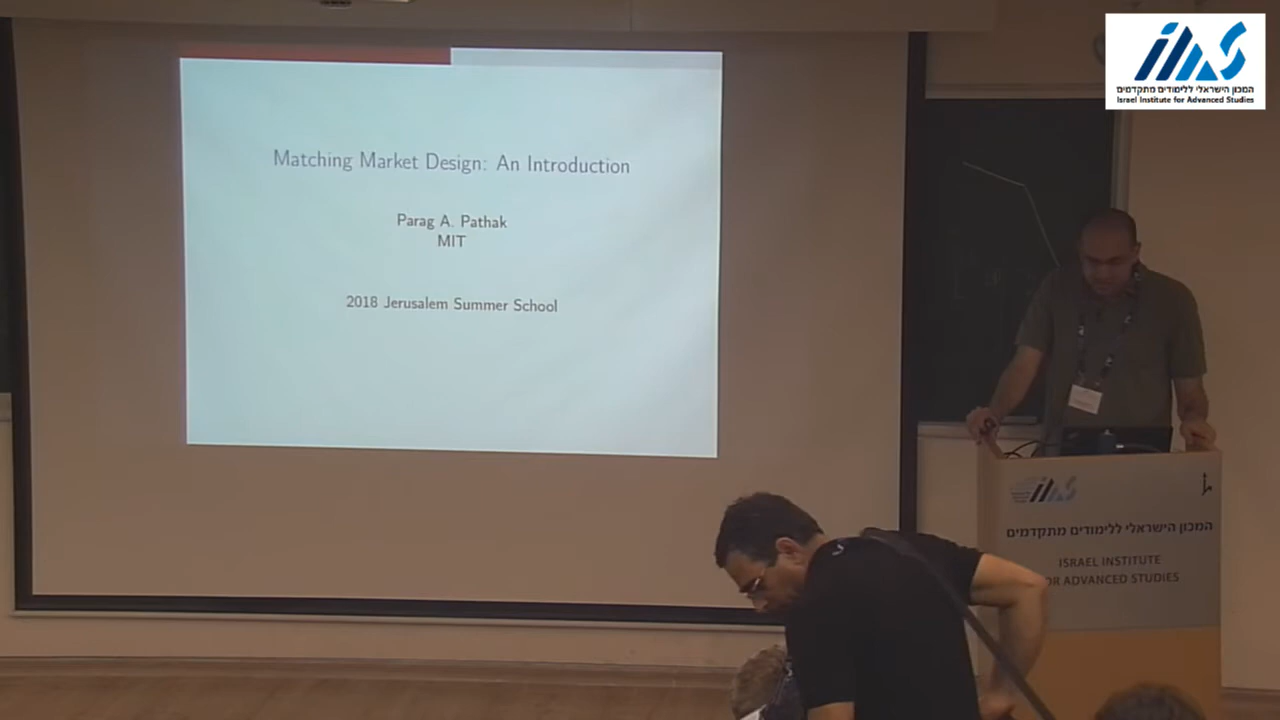 Matching Market Design: An Introduction
Parag A. Pathak
MIT
2018 Jerusalem Summer School
המכון הישראלי ללימודים מתקדמים
Israel Institute for Advanced Studies
המכון הישראלי ללימודים מתקדמים
ISRAEL INSTITUTE
OR ADVANCED STUDIES